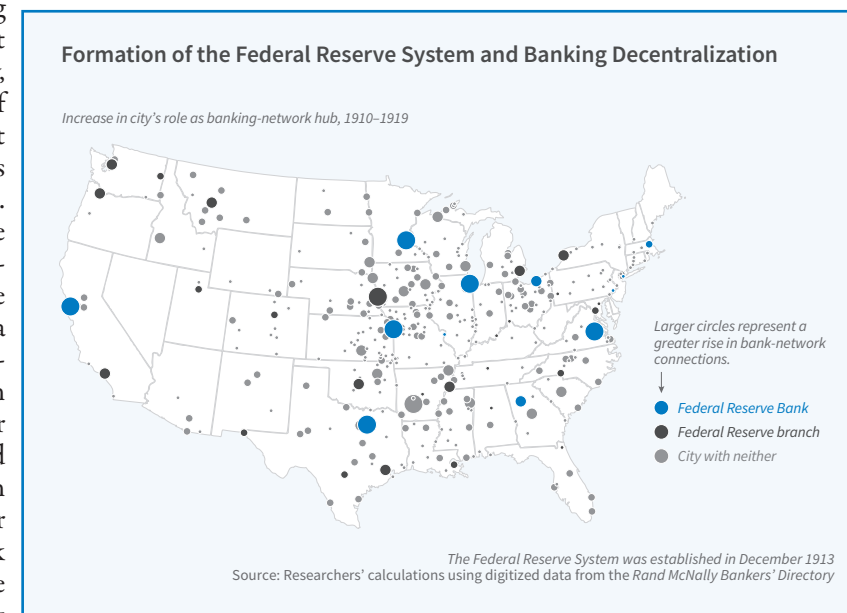 g
t
,
f
t
s
.
e
-
e
a
-
n
r
d
n
r
k
e
Formation of the Federal Reserve System and Banking Decentralization
Increase in city's role as banking-network hub, 1910–1919
Larger circles represent a
greater rise in bank-network
connections.
Federal Reserve Bank
Federal Reserve branch
City with neither
The Federal Reserve System was established in December 1913
Source: Researchers' calculations using digitized data from the Rand McNally Bankers' Directory